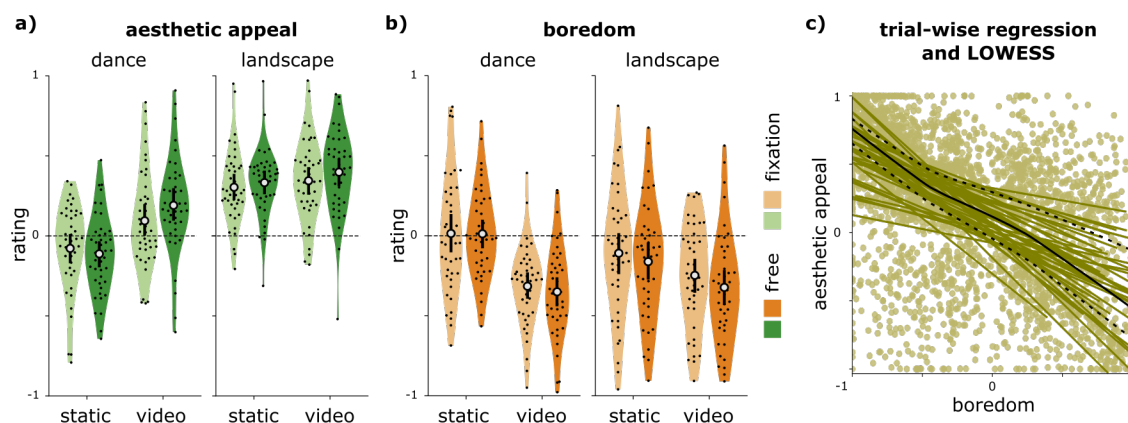 a)
aesthetic appeal
dance
landscape
1
0
-1
rating
static
video
static
video
b)
boredom
dance
landscape
1
0
-1
rating
static
video
static
video
fixation
free
c)
trial-wise regression
and LOWESS
1
0
-1
aesthetic appeal
0
boredom